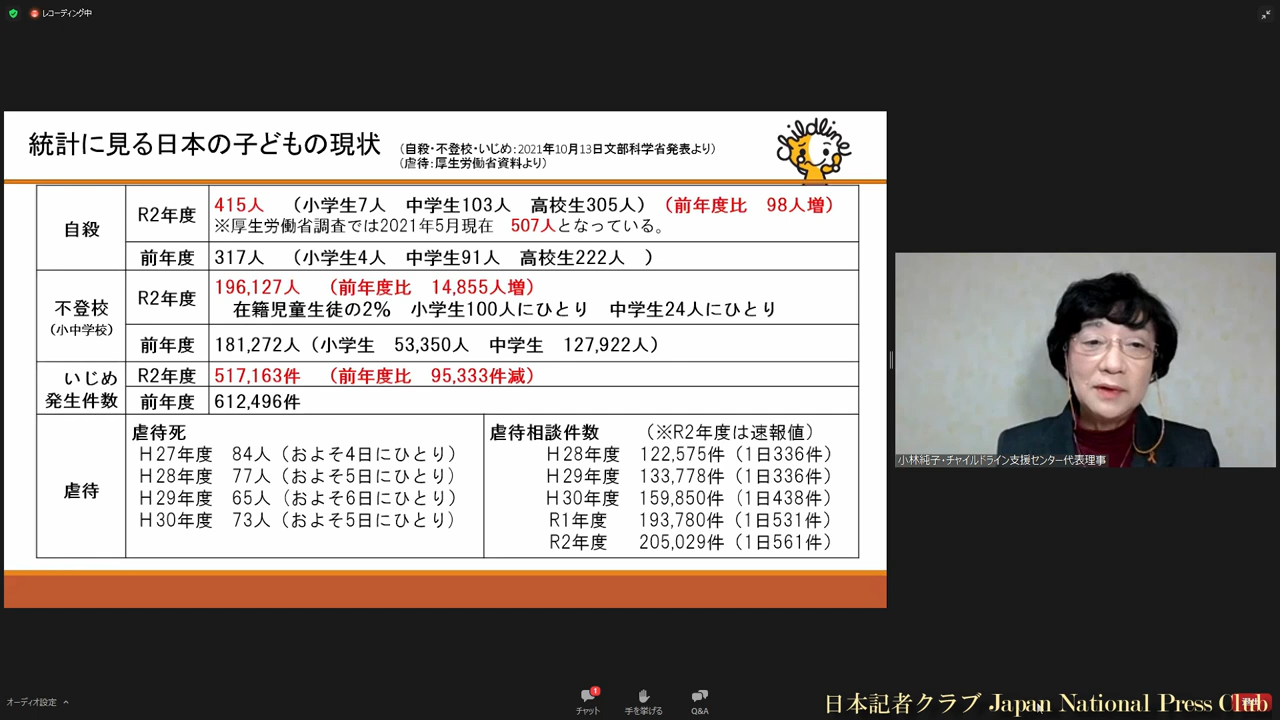 レコーディング中
統計に見る日本の子どもの現状
(自殺・不登校・いじめ:2021年10月13日文部科学省発表より)
(虐待:厚生労働省資料より)
childline
自殺
R2年度
415人 (小学生7人 中学生103人 高校生305人) (前年度比 98人増)
※厚生労働省調査では2021年5月現在 507人となっている。
前年度
317人 (小学生4人 中学生91人 高校生222人 )
不登校
(小中学校)
R2年度
196,127人 (前年度比 14,855人増)
在籍児童生徒の2% 小学生100人にひとり 中学生24人にひとり
前年度
181,272人(小学生 53,350人 中学生 127,922人)
いじめ
発生件数
R2年度
517,163件 (前年度比 95,333件減)
前年度
612,496件
虐待
虐待死
H27年度 84人(およそ4日にひとり)
H28年度 77人(およそ5日にひとり)
H29年度 65人(およそ6日にひとり)
H30年度 73人(およそ5日にひとり)
虐待相談件数 (※R2年度は速報値)
H28年度 122,575件(1日336件)
H29年度 133,778件(1日336件)
H30年度 159,850件(1日438件)
R1年度 193,780件(1日531件)
R2年度 205,029件(1日561件)
小林純子・チャイルドライン支援センター代表理事
オーディオ設定
1
チャット
手を挙げる
Q&A
日本記者クラブ Japan National Press Club